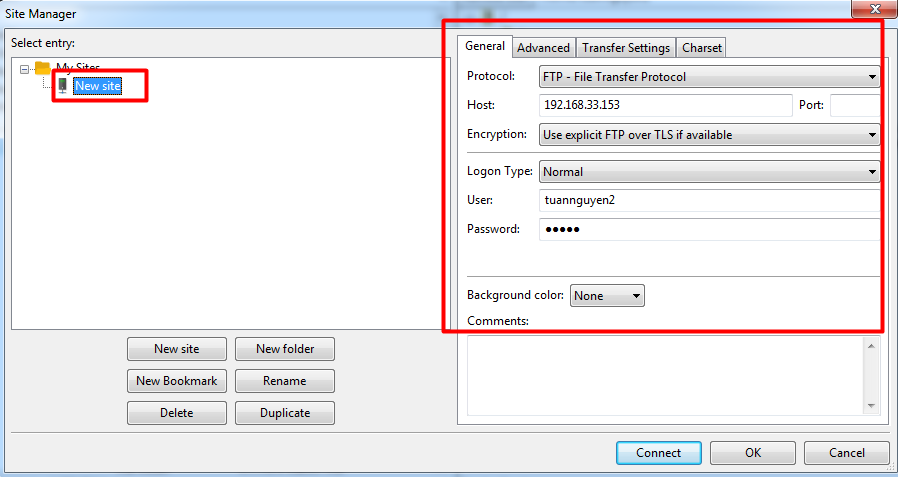 Site Manager
Select entry:
My Sites
New site
New site
New folder
New Bookmark
Rename
Delete
Duplicate
General
Advanced
Transfer Settings
Charset
Protocol: FTP - File Transfer Protocol
Host: 192.168.33.153 Port:
Encryption: Use explicit FTP over TLS if available
Logon Type: Normal
User: tuannguyen2
Password: •••••
Background color: None
Comments:
Connect
OK
Cancel